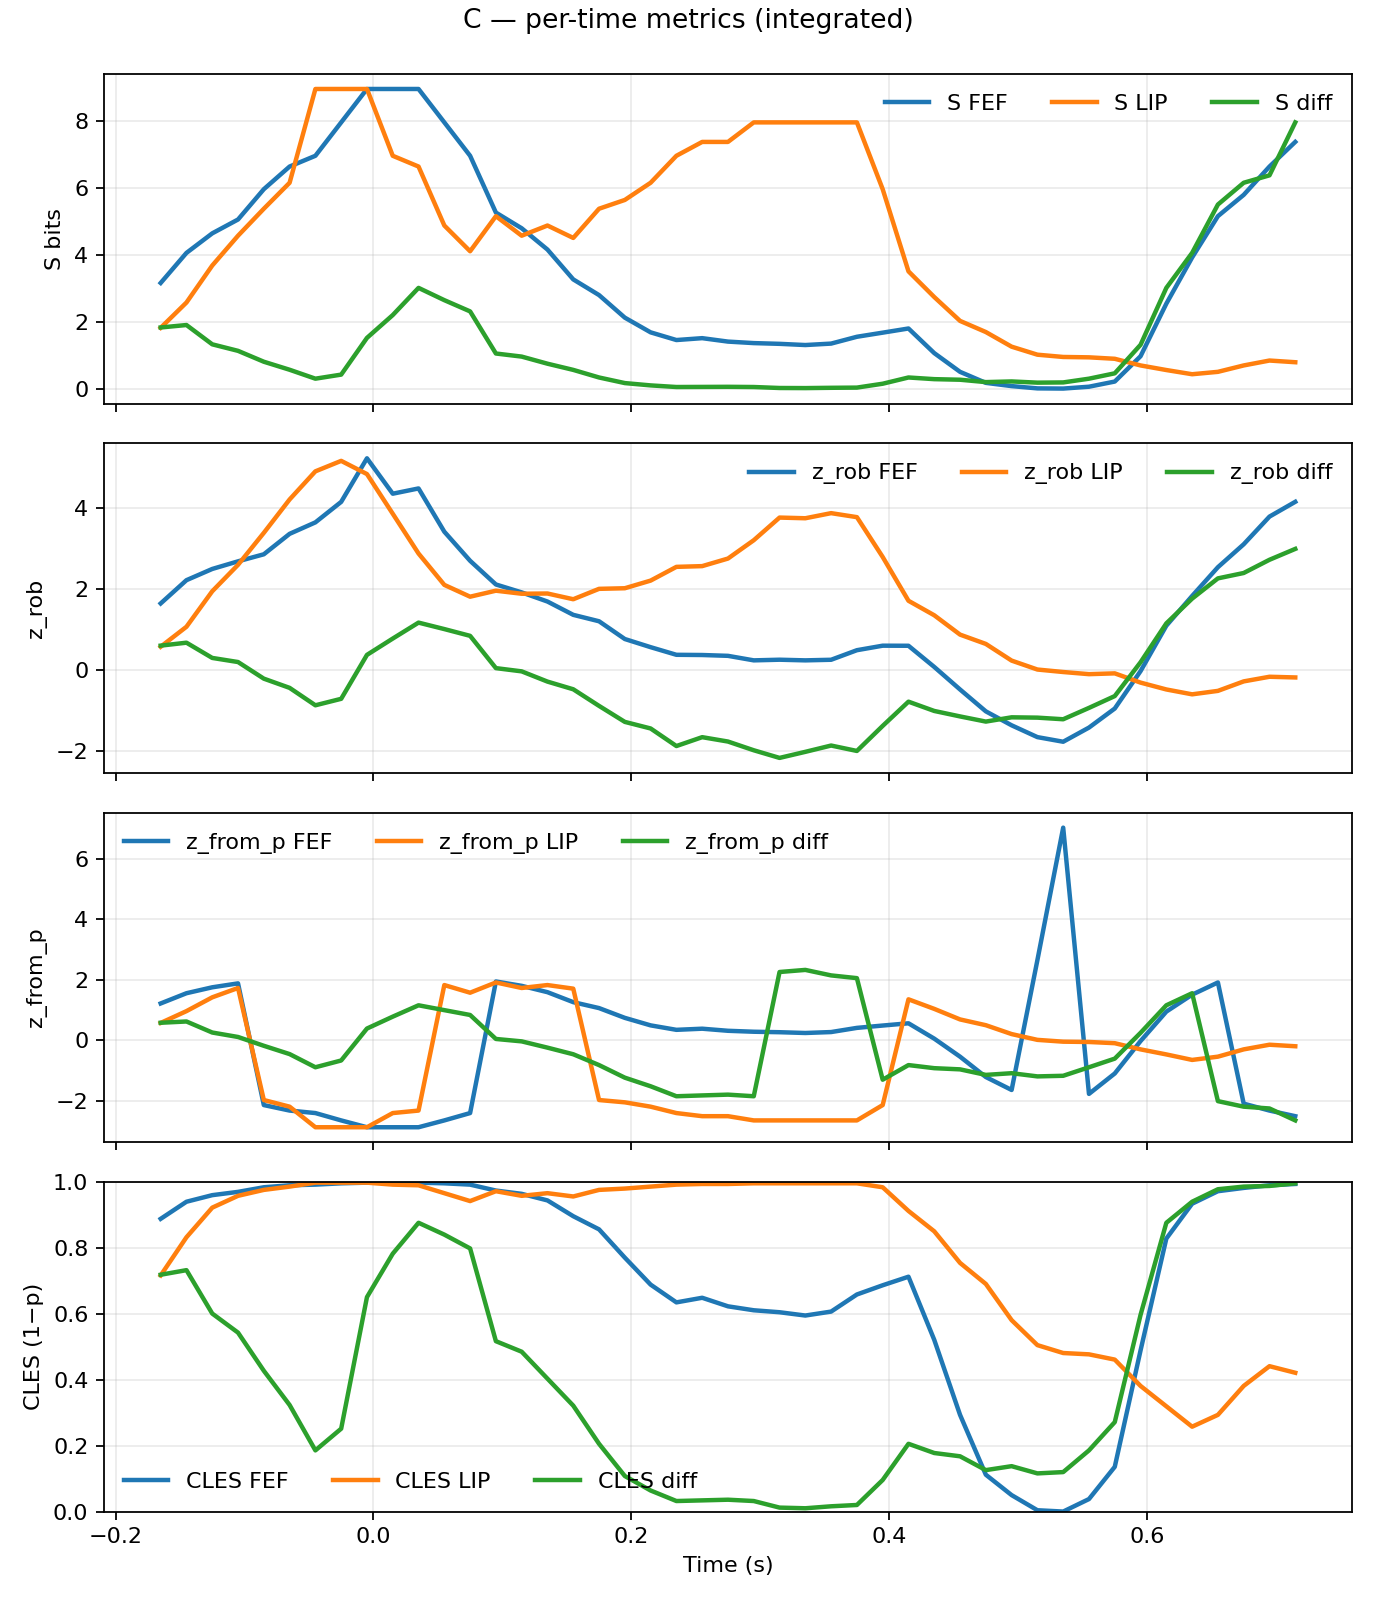 C — per-time metrics (integrated)
S FEF S LIP S diff
8
6
4
2
0
S bits
z_rob FEF z_rob LIP z_rob diff
4
2
0
−2
z_rob
z_from_p FEF z_from_p LIP z_from_p diff
6
4
2
0
−2
z_from_p
1.0
0.8
0.6
0.4
0.2
0.0
CLES (1−p)
CLES FEF CLES LIP CLES diff
−0.2 0.0 0.2 0.4 0.6
Time (s)